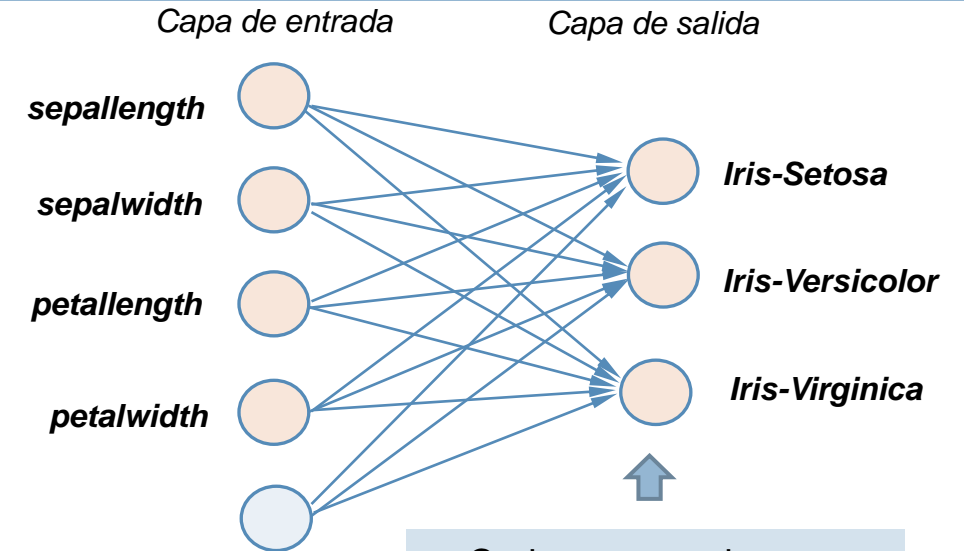 Capa de entrada
Capa de salida
sepallength
sepalwidth
petallength
petalwidth
Iris-Setosa
Iris-Versicolor
Iris-Virginica